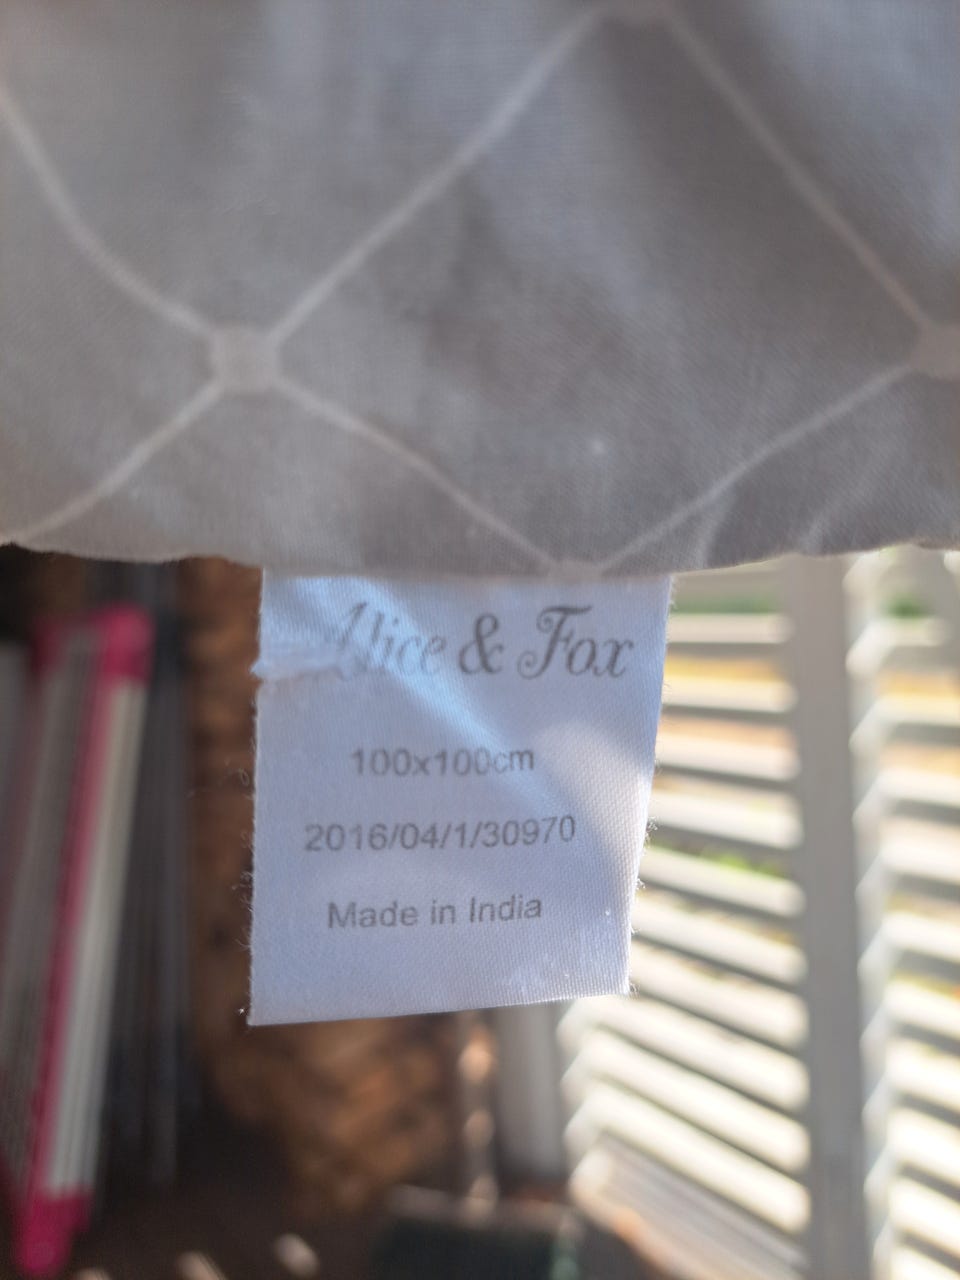 Alice & Fox
100x100cm
2016/04/1/30970
Made in India